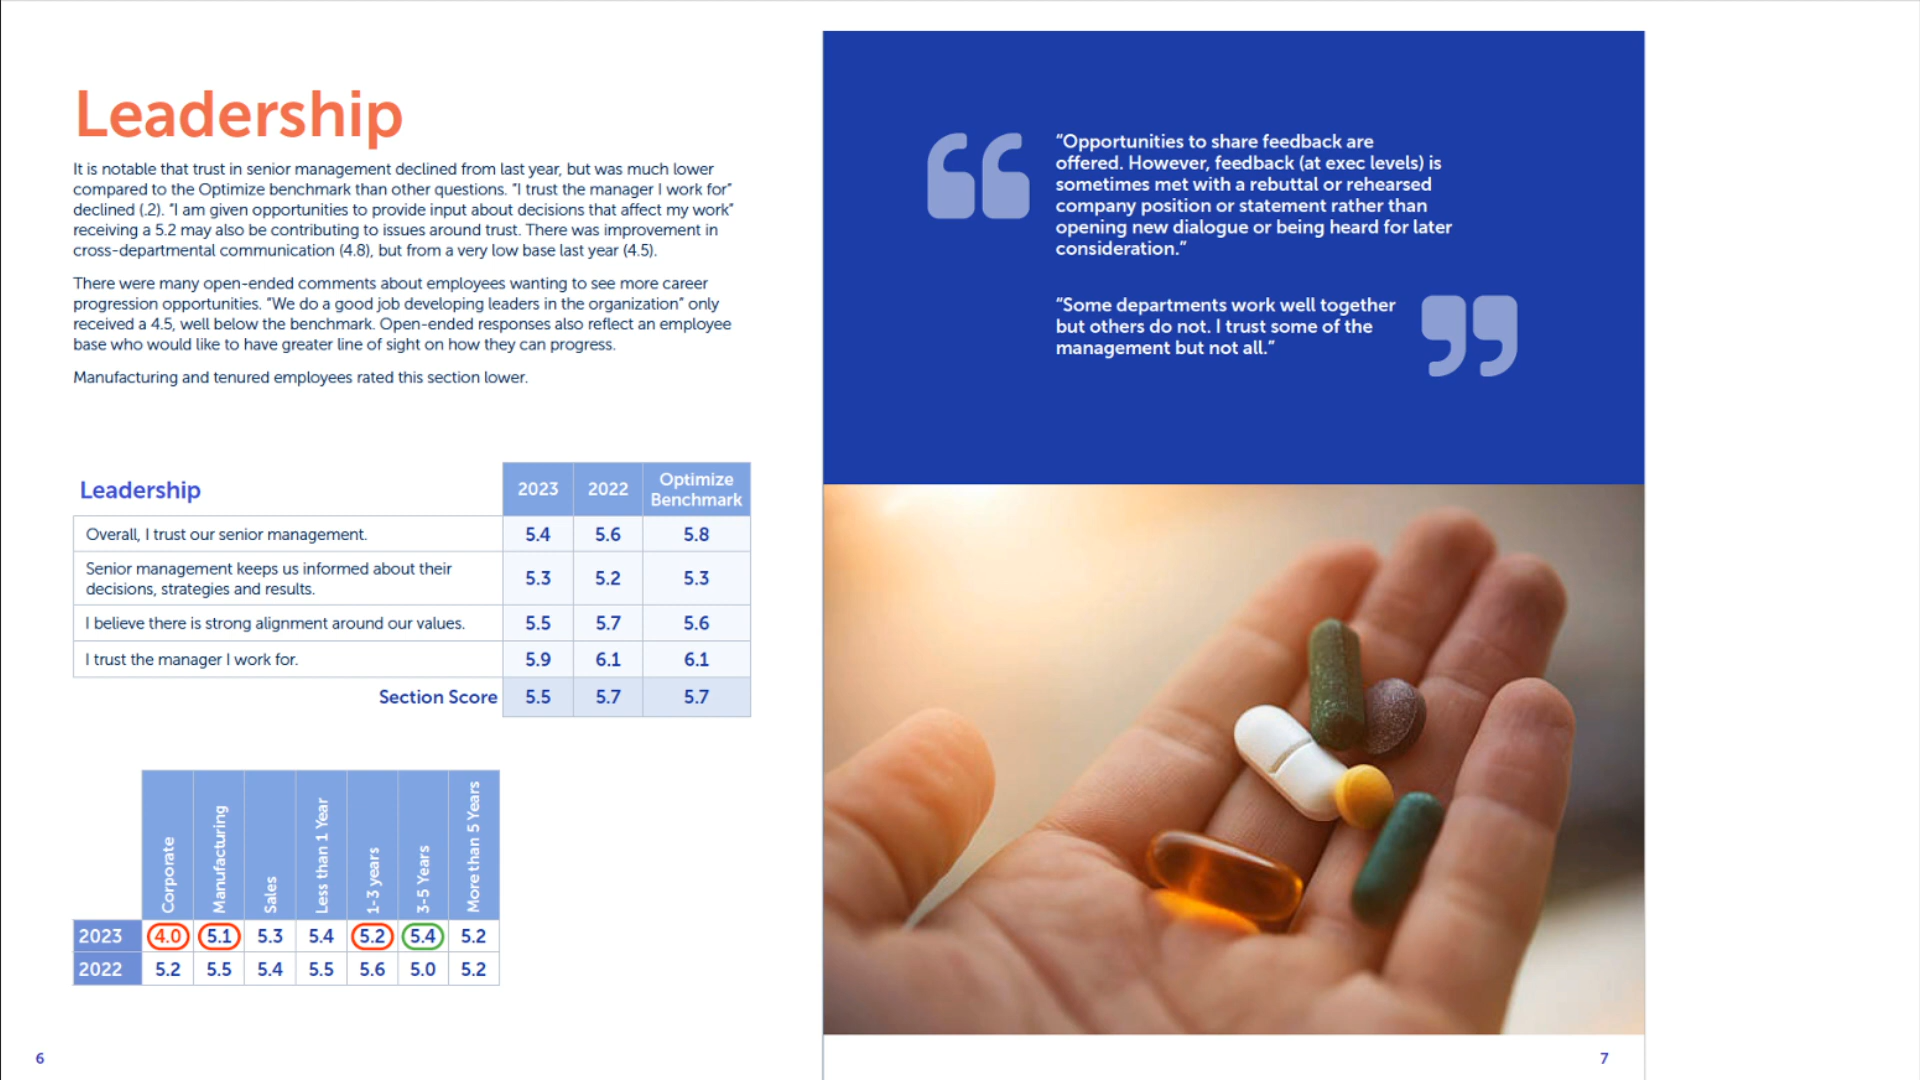 Leadership
It is notable that trust in senior management declined from last year, but was much lower
compared to the Optimize benchmark than other questions. "I trust the manager I work for"
declined (.2). "I am given opportunities to provide input about decisions that affect my work"
receiving a 5.2 may also be contributing to issues around trust. There was improvement in
cross-departmental communication (4.8), but from a very low base last year (4.5).
There were many open-ended comments about employees wanting to see more career
progression opportunities. "We do a good job developing leaders in the organization" only
received a 4.5, well below the benchmark. Open-ended responses also reflect an employee
base who would like to have greater line of sight on how they can progress.
Manufacturing and tenured employees rated this section lower.
Leadership 2023 2022 Optimize Benchmark
Overall, I trust our senior management. 5.4 5.6 5.8
Senior management keeps us informed about their
decisions, strategies and results. 5.3 5.2 5.3
I believe there is strong alignment around our values. 5.5 5.7 5.6
I trust the manager I work for. 5.9 6.1 6.1
Section Score 5.5 5.7 5.7
Corporate Manufacturing Sales Less than 1 Year 1-3 years 3-5 Years More than 5 Years
2023 4.0 5.1 5.3 5.4 5.2 5.4 5.2
2022 5.2 5.5 5.4 5.5 5.6 5.0 5.2
6
"Opportunities to share feedback are
offered. However, feedback (at exec levels) is
sometimes met with a rebuttal or rehearsed
company position or statement rather than
opening new dialogue or being heard for later
consideration."
"Some departments work well together
but others do not. I trust some of the
management but not all."
7